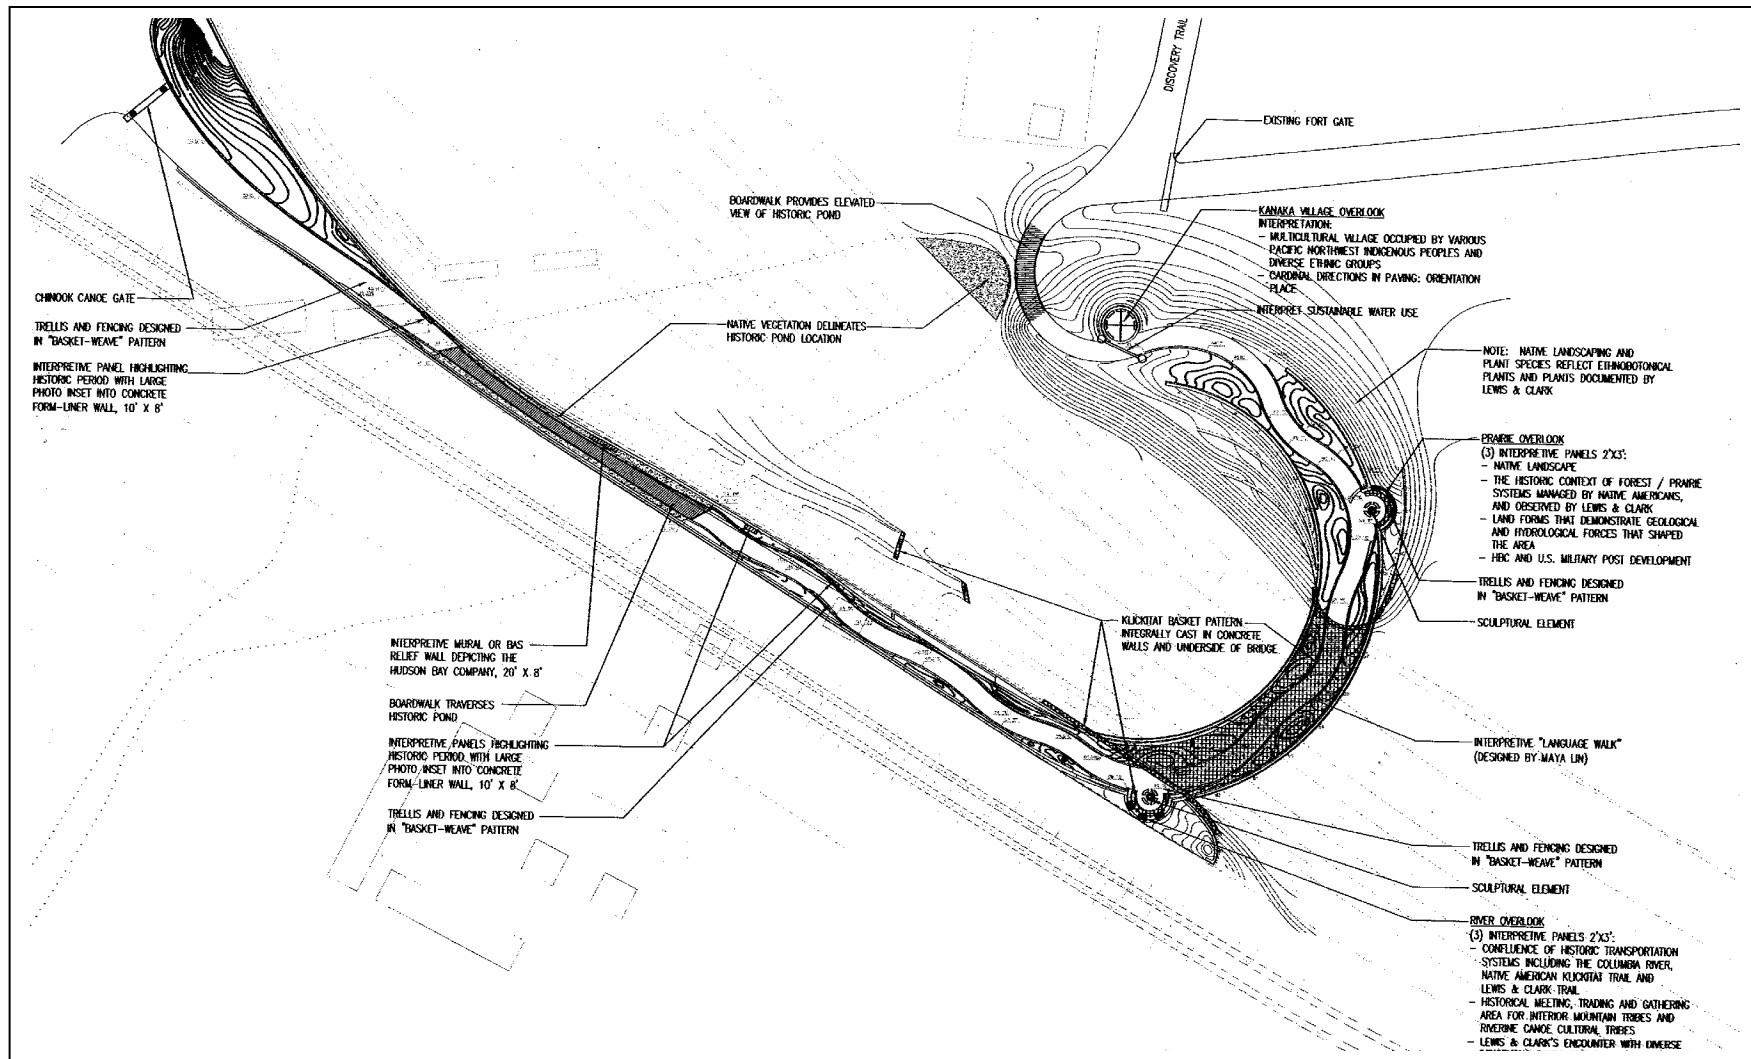 DISCOVERY TRAIL
EXISTING FORT GATE
BOARDWALK PROVIDES ELEVATED
VIEW OF HISTORIC POND
KANAKA VILLAGE OVERLOOK
INTERPRETATION:
- MULTICULTURAL VILLAGE OCCUPIED BY VARIOUS
PACIFIC NORTHWEST INDIGENOUS PEOPLES AND
DIVERSE ETHNIC GROUPS
- CARDINAL DIRECTIONS IN PAVING: ORIENTATION
PLACE
INTERPRET SUSTAINABLE WATER USE
CHINOOK CANOE GATE
TRELLIS AND FENCING DESIGNED
IN "BASKET-WEAVE" PATTERN
INTERPRETIVE PANEL HIGHLIGHTING
HISTORIC PERIOD WITH LARGE
PHOTO INSET INTO CONCRETE
FORM-LINER WALL, 10' X 8'
NATIVE VEGETATION DELINEATES
HISTORIC POND LOCATION
NOTE: NATIVE LANDSCAPING AND
PLANT SPECIES REFLECT ETHNOBOTONICAL
PLANTS AND PLANTS DOCUMENTED BY
LEWIS & CLARK
PRAIRIE OVERLOOK
(3) INTERPRETIVE PANELS 2'X3':
- NATIVE LANDSCAPE
- THE HISTORIC CONTEXT OF FOREST / PRAIRIE
SYSTEMS MANAGED BY NATIVE AMERICANS,
AND OBSERVED BY LEWIS & CLARK
- LAND FORMS THAT DEMONSTRATE GEOLOGICAL
AND HYDROLOGICAL FORCES THAT SHAPED
THE AREA
- HBC AND U.S. MILITARY POST DEVELOPMENT
TRELLIS AND FENCING DESIGNED
IN "BASKET-WEAVE" PATTERN
SCULPTURAL ELEMENT
KLICKITAT BASKET PATTERN
INTEGRALLY CAST IN CONCRETE
WALLS AND UNDERSIDE OF BRIDGE
INTERPRETIVE MURAL OR BAS
RELIEF WALL DEPICTING THE
HUDSON BAY COMPANY, 20' X 8'
BOARDWALK TRAVERSES
HISTORIC POND
INTERPRETIVE PANELS HIGHLIGHTING
HISTORIC PERIOD WITH LARGE
PHOTO INSET INTO CONCRETE
FORM-LINER WALL, 10' X 8'
TRELLIS AND FENCING DESIGNED
IN "BASKET-WEAVE" PATTERN
INTERPRETIVE "LANGUAGE WALK"
(DESIGNED BY MAYA LIN)
TRELLIS AND FENCING DESIGNED
IN "BASKET-WEAVE" PATTERN
SCULPTURAL ELEMENT
RIVER OVERLOOK
(3) INTERPRETIVE PANELS 2'X3':
- CONFLUENCE OF HISTORIC TRANSPORTATION
SYSTEMS INCLUDING THE COLUMBIA RIVER,
NATIVE AMERICAN KLICKITAT TRAIL AND
LEWIS & CLARK TRAIL
- HISTORICAL MEETING, TRADING AND GATHERING
AREA FOR INTERIOR MOUNTAIN TRIBES AND
RIVERINE CANOE CULTURAL TRIBES
- LEWIS & CLARK'S ENCOUNTER WITH DIVERSE